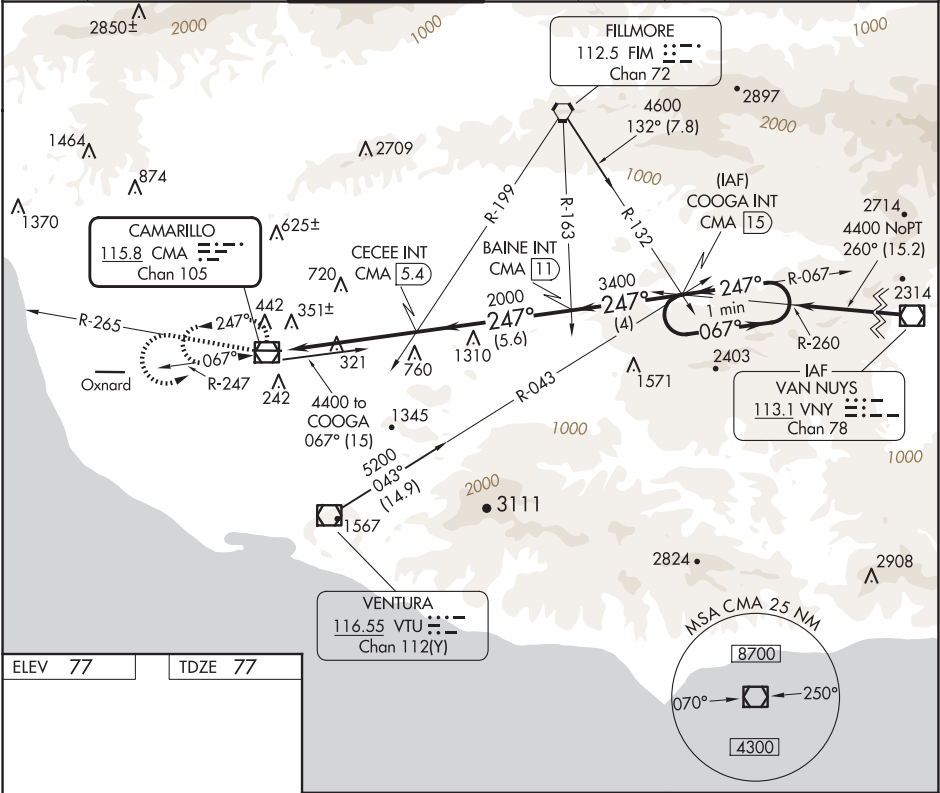 2850±
2000
1000
1000
FILLMORE
112.5 FIM
Chan 72
4600
132° (7.8)
2897
2000
1464
874
2709
1000
1370
R-199
R-163
R-132
(IAF)
COOGA INT
CMA 15
2714
4400 NoPT
260° (15.2)
CAMARILLO
115.8 CMA
Chan 105
625±
CECEE INT
CMA 5.4
BAINE INT
CMA 11
720
3400
247°
R-067
2314
R-265
247°
442
351±
2000
247°
(5.6)
247°
(4)
1 min
067°
R-260
067°
R-247
321
760
1310
Oxnard
242
4400 to
COOGA
067° (15)
1345
R-043
1571
2403
IAF
VAN NUYS
113.1 VNY
Chan 78
5200
043°
(14.9)
1000
1000
2000
3111
1567
2824
2908
VENTURA
116.55 VTU
Chan 112(Y)
MSA CMA 25 NM
8700
070°
250°
4300
ELEV 77
TDZE 77